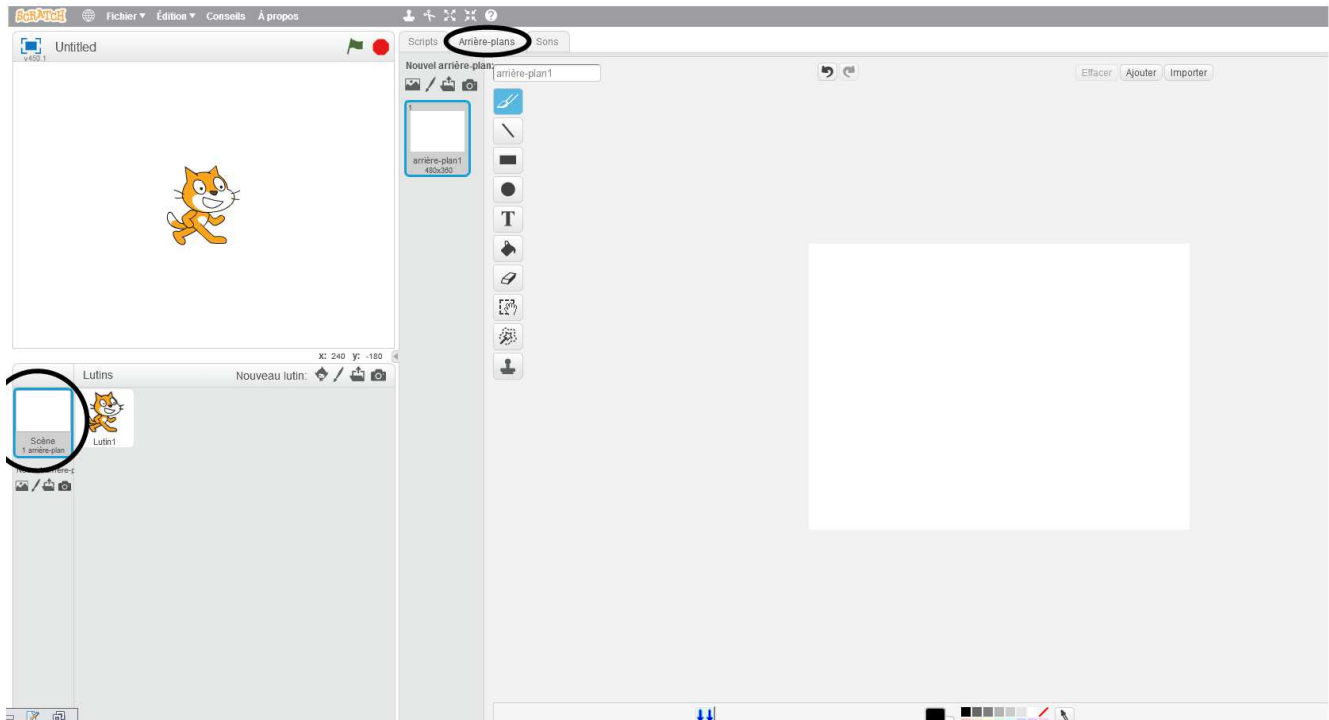 SCRATCH Fichier Édition Conseils À propos
Untitled
v450.1
Scripts Arrière-plans Sons
Nouvel arrière-plan:
arrière-plan1
Effacer Ajouter Importer
1
arrière-plan1
480x360
T
X: 240 y: -180
Lutins Nouveau lutin:
Scène
1 arrière-plan
Lutin1